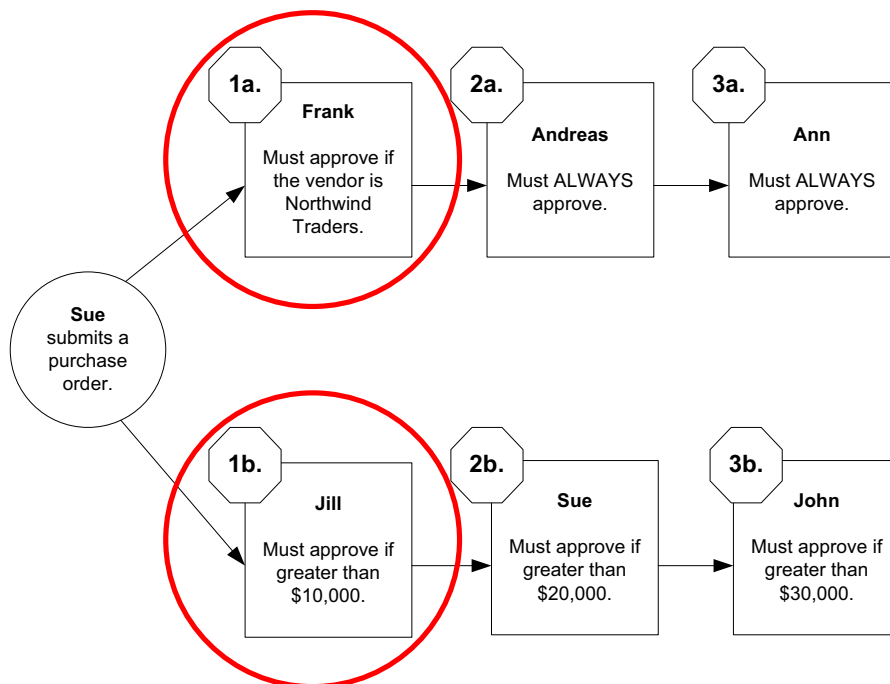 1a.
Frank
Must approve if
the vendor is
Northwind
Traders.
2a.
Andreas
Must ALWAYS
approve.
3a.
Ann
Must ALWAYS
approve.
Sue
submits a
purchase
order.
1b.
Jill
Must approve if
greater than
$10,000.
2b.
Sue
Must approve if
greater than
$20,000.
3b.
John
Must approve if
greater than
$30,000.